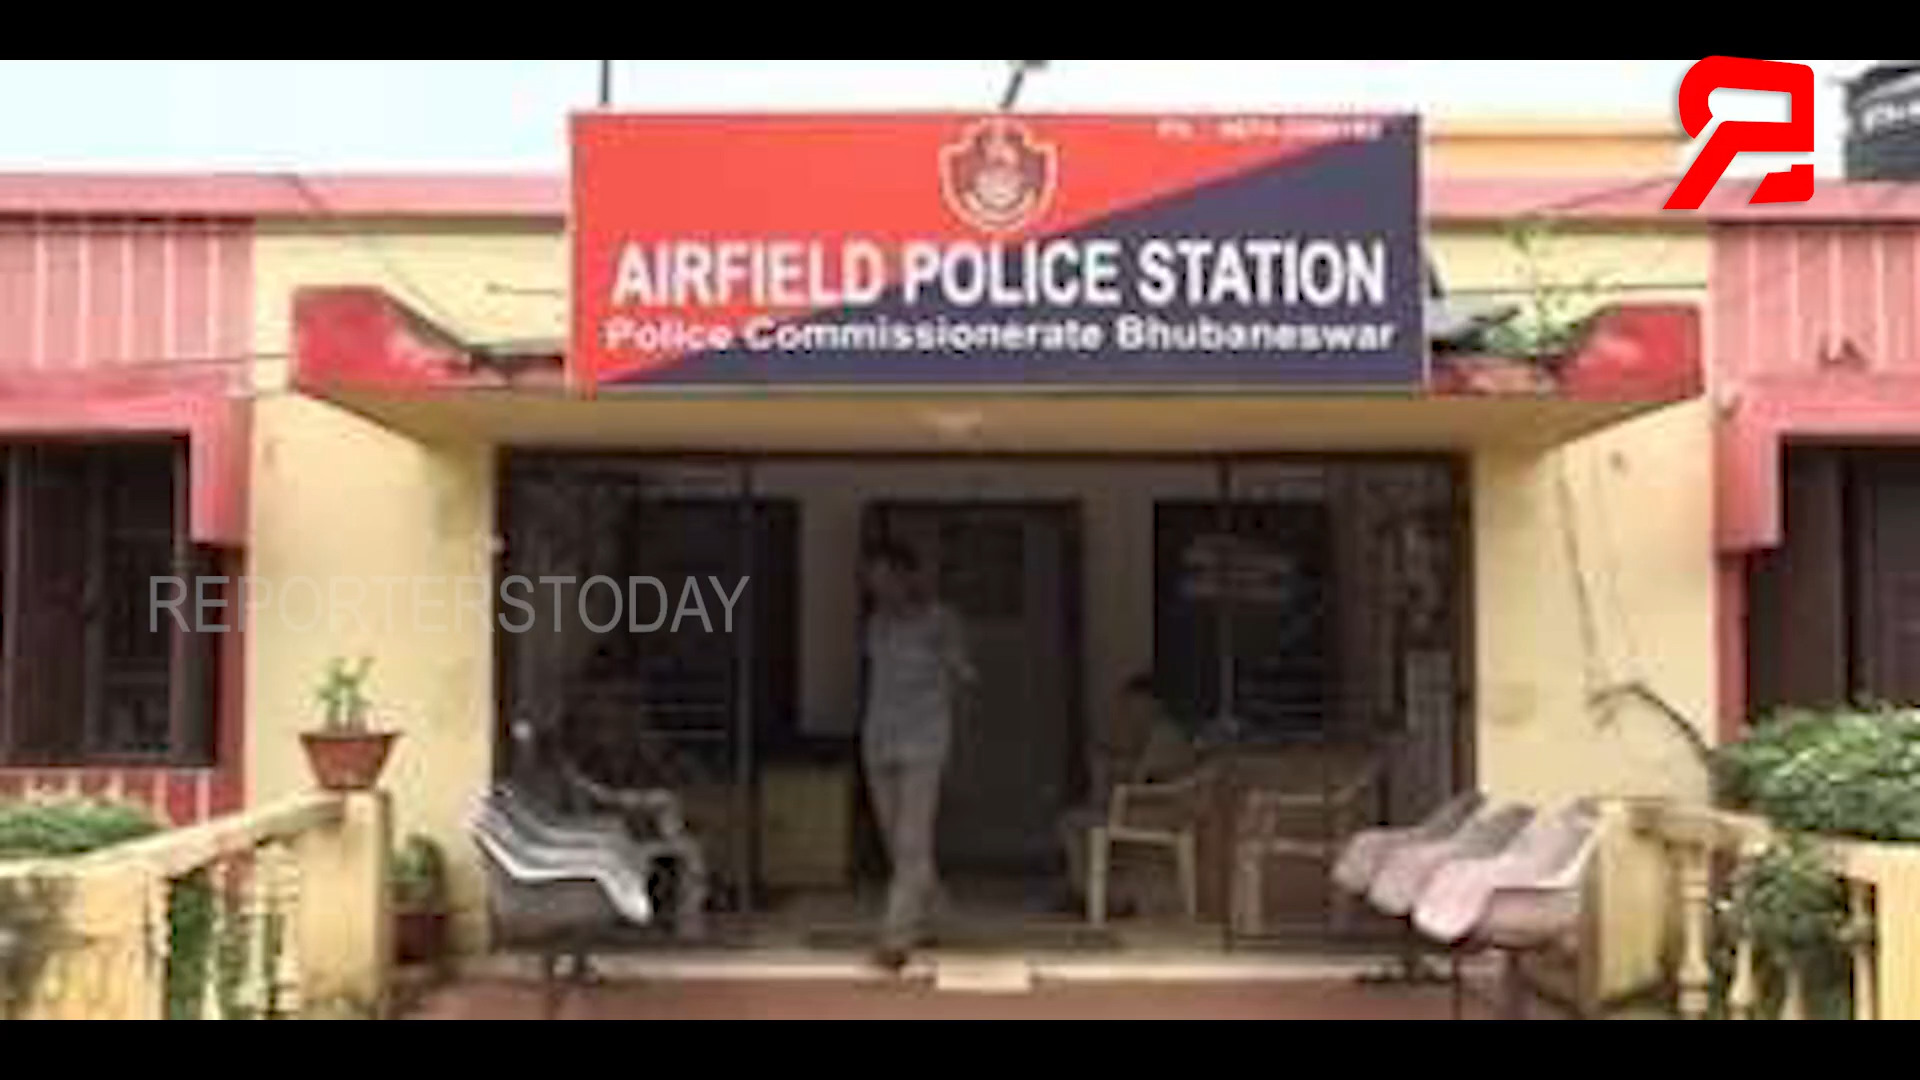 AIRFIELD POLICE STATION
Police Commissionerate Bhubaneswar
REPORTERSTODAY